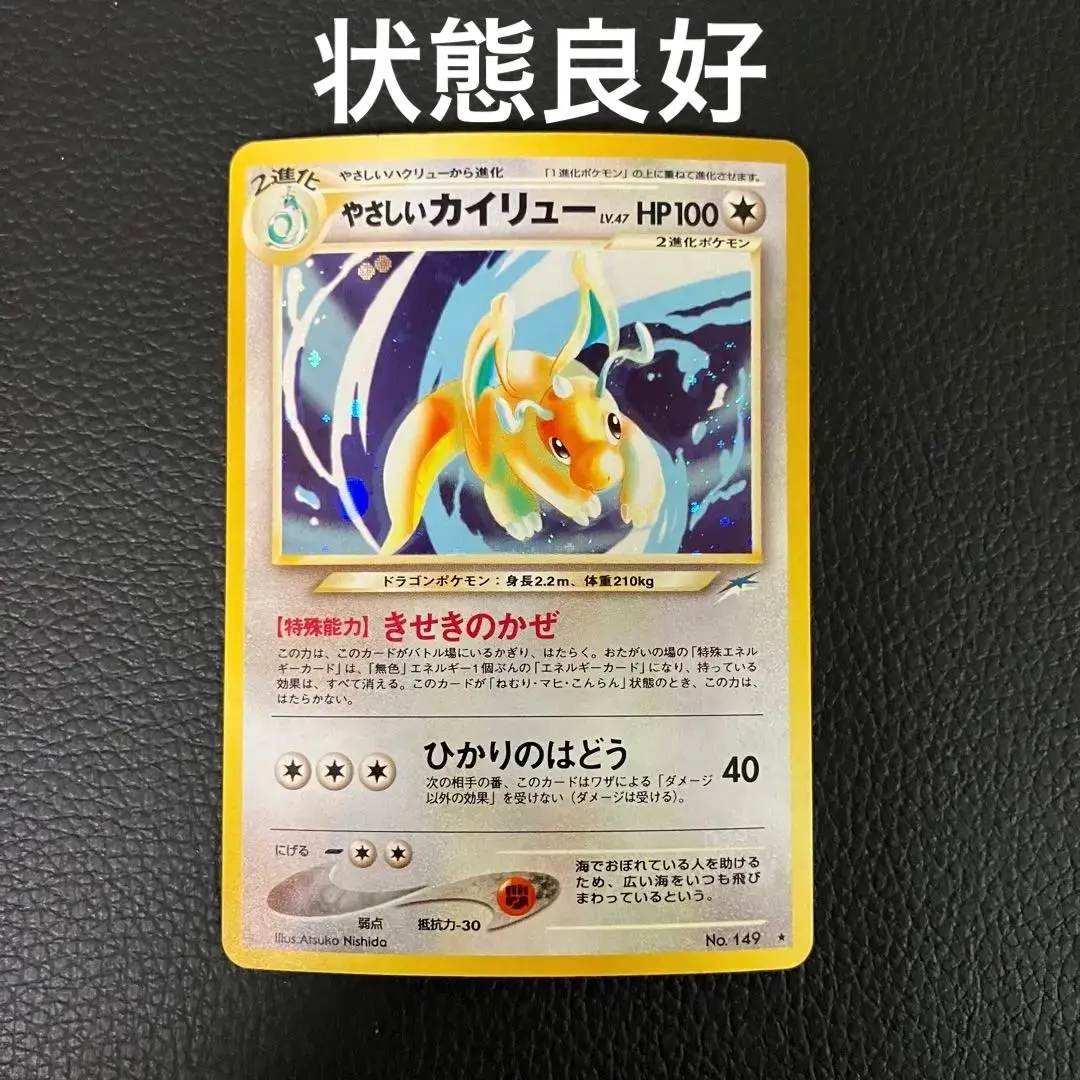 状態良好
2進化
やさしいハクリューから進化
「1進化ポケモン」の上に重ねて進化させます。
やさしいカイリュー LV.47 HP100
2進化ポケモン
ドラゴンポケモン：身長2.2m、体重210kg
【特殊能力】きせきのかぜ
この力は、このカードがバトル場にいるかぎり、はたらく。おたがいの場の「特殊エネル
ギーカード」は、「無色」エネルギー1個ぶんの「エネルギーカード」になり、持っている
効果は、すべて消える。このカードが「ねむり・マヒ・こんらん」状態のとき、この力は、
はたらかない。
ひかりのはどう 40
次の相手の番、このカードはワザによる「ダメージ
以外の効果」を受けない（ダメージは受ける）。
にげる
海でおぼれている人を助ける
ため、広い海をいつも飛び
まわっているという。
弱点 抵抗力-30
Illus.Atsuko Nishida
No. 149 ★